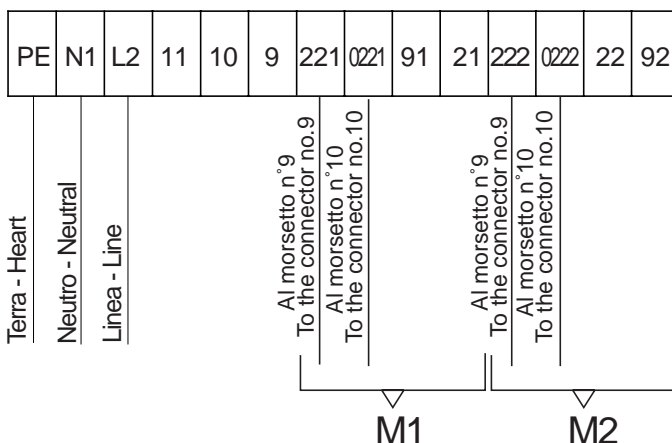 PE N1 L2 11 10 9 221 0221 91 21 222 0222 22 92
Terra - Heart
Neutro - Neutral
Linea - Line
Al morsetto n°9
To the connector no.9
Al morsetto n°10
To the connector no.10
Al morsetto n°9
To the connector no.9
Al morsetto n°10
To the connector no.10
M1
M2